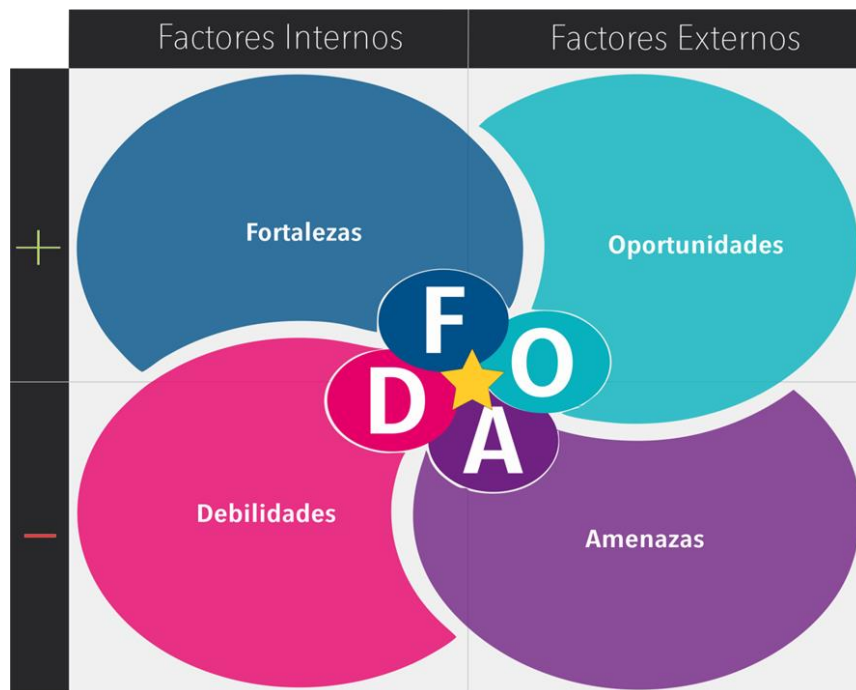 Factores Internos
Factores Externos
+
Fortalezas
Oportunidades
F
O
D
A
−
Debilidades
Amenazas